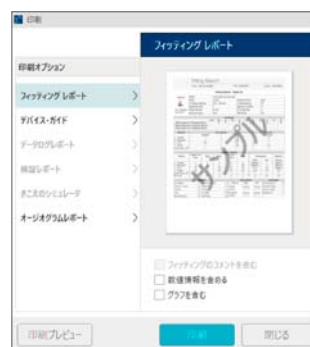 印刷
フィッティング レポート
印刷オプション
フィッティング レポート
デバイス・ガイド
データログレポート
検証レポート
きこえのシミュレータ
オージオグラムレポート
サンプル
フィッティングのコメントを含む
数値情報を含める
グラフを含む
印刷プレビュー
印刷
閉じる